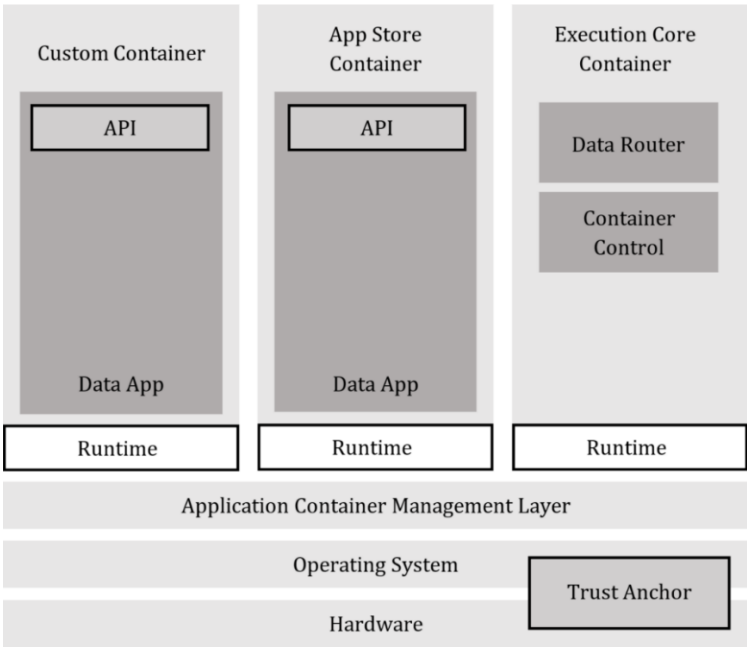 Custom Container
API
Data App
Runtime
App Store
Container
API
Data App
Runtime
Execution Core
Container
Data Router
Container
Control
Runtime
Application Container Management Layer
Operating System
Trust Anchor
Hardware